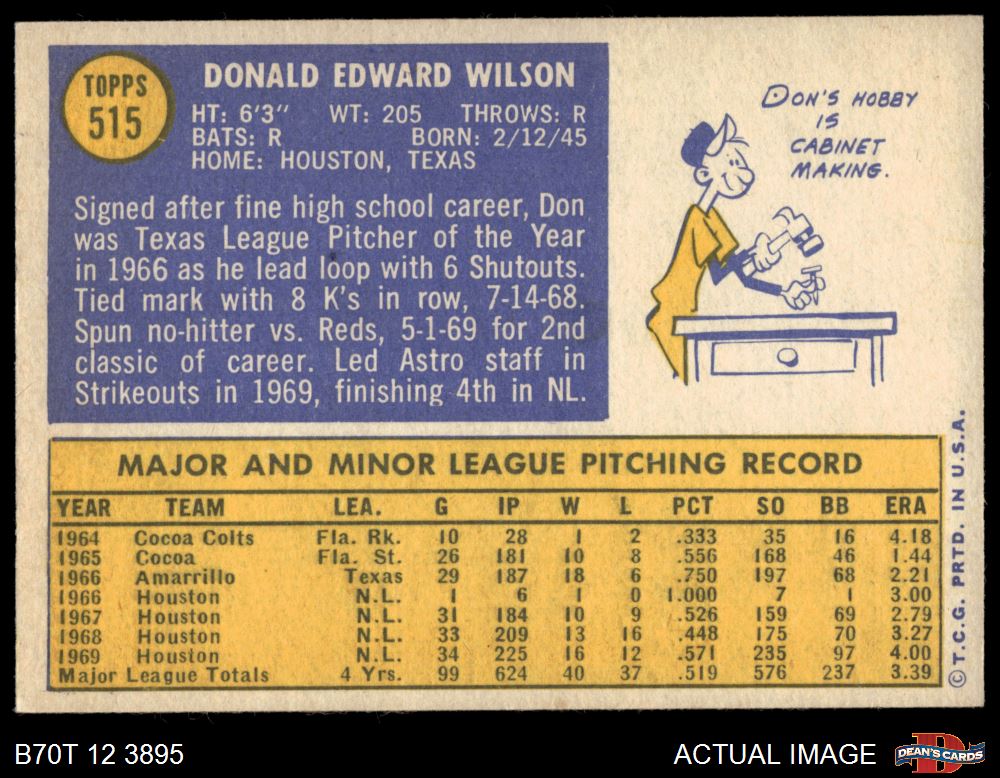 TOPPS
515
DONALD EDWARD WILSON
HT: 6'3" WT: 205 THROWS: R
BATS: R BORN: 2/12/45
HOME: HOUSTON, TEXAS
Signed after fine high school career, Don
was Texas League Pitcher of the Year
in 1966 as he lead loop with 6 Shutouts.
Tied mark with 8 K's in row, 7-14-68.
Spun no-hitter vs. Reds, 5-1-69 for 2nd
classic of career. Led Astro staff in
Strikeouts in 1969, finishing 4th in NL.
DON'S HOBBY
IS
CABINET
MAKING.
MAJOR AND MINOR LEAGUE PITCHING RECORD
YEAR TEAM LEA. G IP W L PCT SO BB ERA
1964 Cocoa Colts Fla. Rk. 10 28 1 2 .333 35 16 4.18
1965 Cocoa Fla. St. 26 181 10 8 .556 168 46 1.44
1966 Amarrillo Texas 29 187 18 6 .750 197 68 2.21
1966 Houston N.L. 1 6 1 0 1.000 7 1 3.00
1967 Houston N.L. 31 184 10 9 .526 159 69 2.79
1968 Houston N.L. 33 209 13 16 .448 175 70 3.27
1969 Houston N.L. 34 225 16 12 .571 235 97 4.00
Major League Totals 4 Yrs. 99 624 40 37 .519 576 237 3.39
©T.C.G. PRTD. IN U.S.A.
B70T 12 3895
ACTUAL IMAGE
DEAN'S CARDS